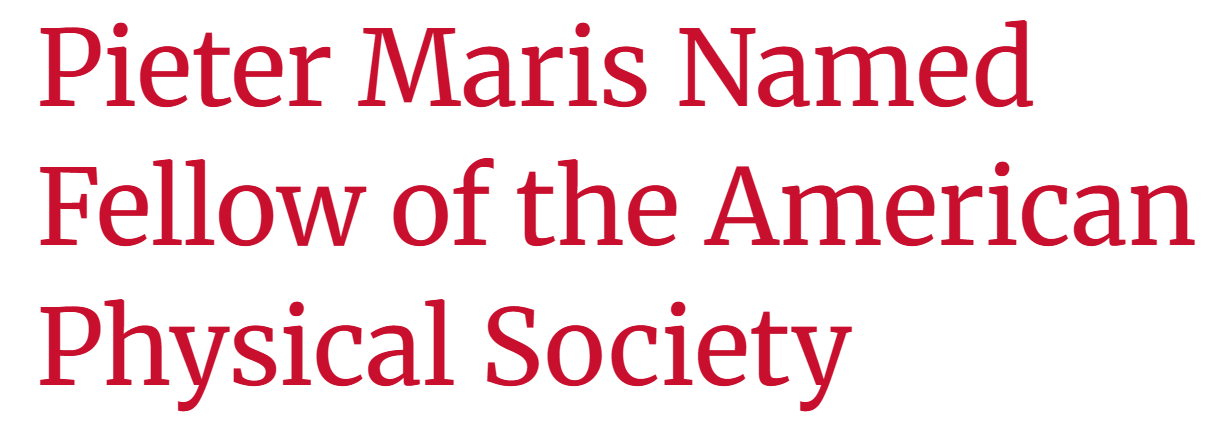 Pieter Maris Named
Fellow of the American
Physical Society